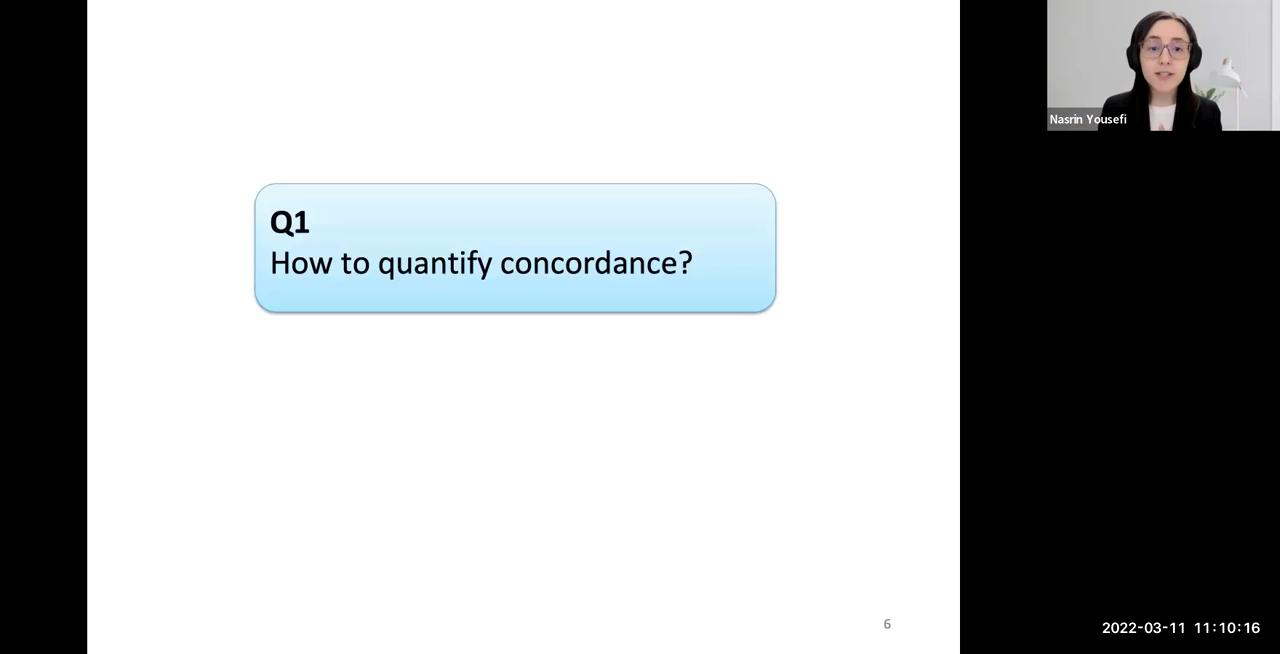 Q1
How to quantify concordance?
6
Nasrin Yousefi
2022-03-11 11:10:16